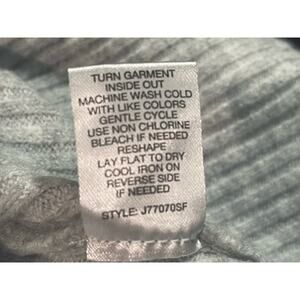 TURN GARMENT
INSIDE OUT
MACHINE WASH COLD
WITH LIKE COLORS
GENTLE CYCLE
USE NON CHLORINE
BLEACH IF NEEDED
RESHAPE
LAY FLAT TO DRY
COOL IRON ON
REVERSE SIDE
IF NEEDED
STYLE: J77070SF